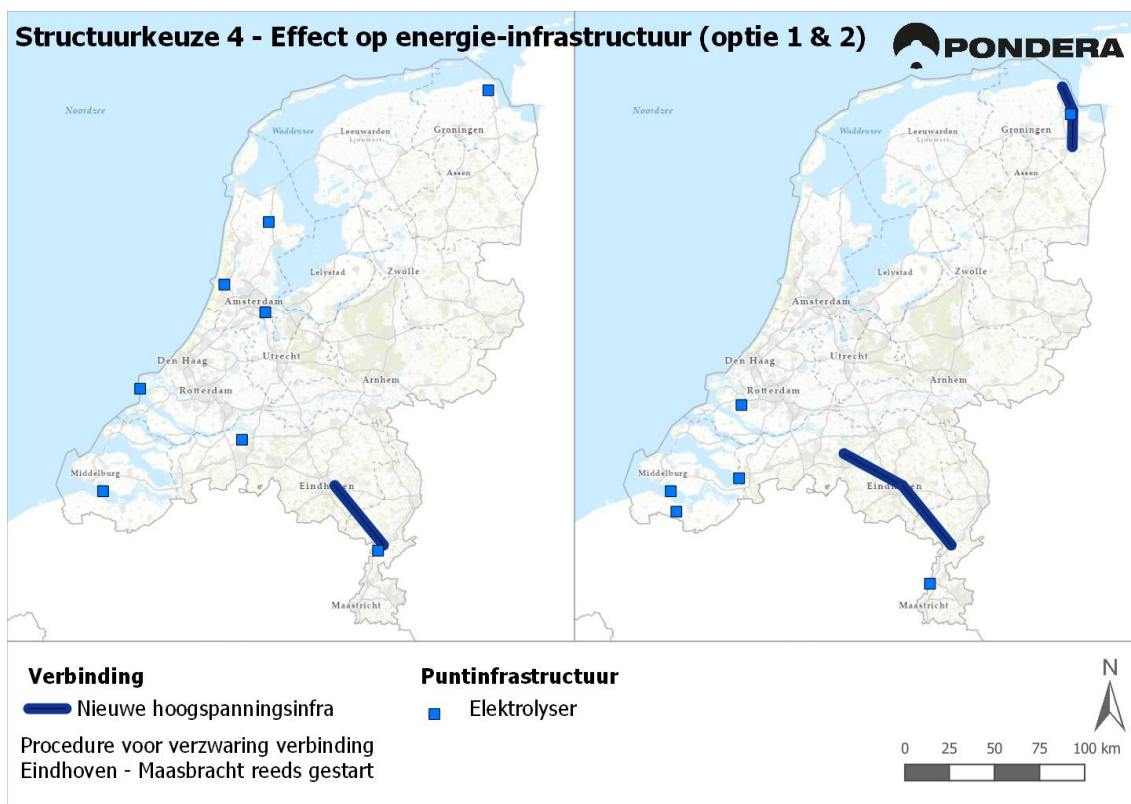 Structuurkeuze 4 - Effect op energie-infrastructuur (optie 1 & 2)
PONDERA
Noordzee
Waddenzee
Leeuwarden
Ljouwert
Groningen
Assen
Lelystad
Zwolle
Amsterdam
Den Haag
Utrecht
Arnhem
Rotterdam
Middelburg
Eindhoven
Maastricht
Noordzee
Waddenzee
Leeuwarden
Ljouwert
Groningen
Assen
Lelystad
Zwolle
Amsterdam
Den Haag
Utrecht
Arnhem
Rotterdam
Middelburg
Eindhoven
Maastricht
Verbinding
Nieuwe hoogspanningsinfra
Procedure voor verzwaring verbinding
Eindhoven - Maasbracht reeds gestart
Puntinfrastructuur
Elektrolyser
N
0 25 50 75 100 km